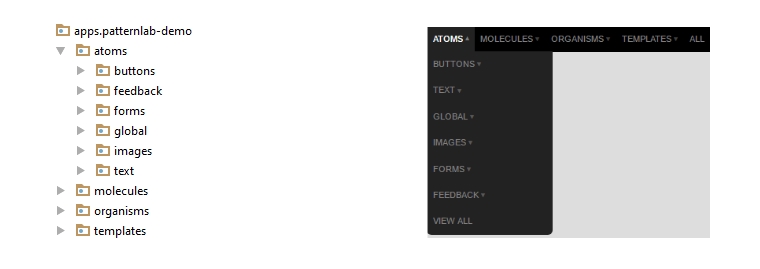 apps.patternlab-demo
atoms
buttons
feedback
forms
global
images
text
molecules
organisms
templates
ATOMS MOLECULES ORGANISMS TEMPLATES ALL
BUTTONS
TEXT
GLOBAL
IMAGES
FORMS
FEEDBACK
VIEW ALL